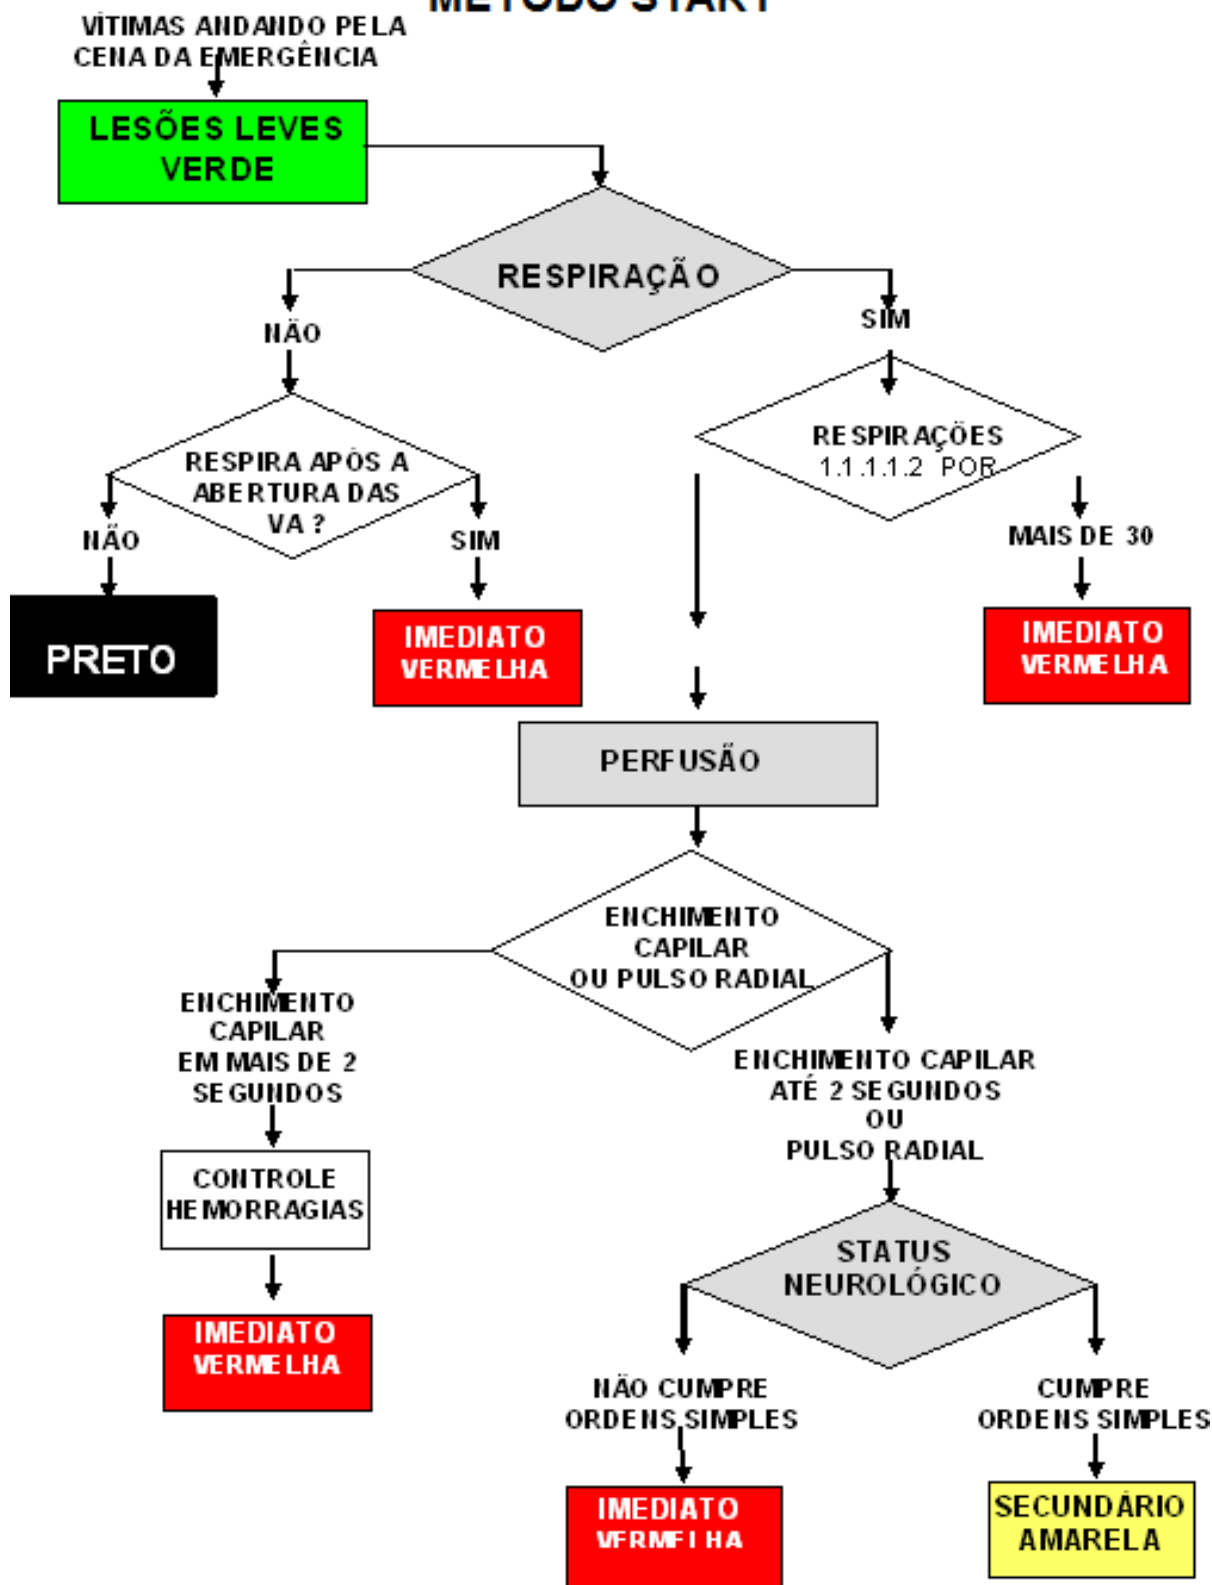 MÉTODO START
VÍTIMAS ANDANDO PELA
CENA DA EMERGÊNCIA
LESÕES LEVES
VERDE
RESPIRAÇÃO
NÃO
SIM
RESPIRAÇÕES
1.1.1.1.2 POR
RESPIRA APÓS A
ABERTURA DAS
VA ?
NÃO
SIM
MAIS DE 30
PRETO
IMEDIATO
VERMELHA
IMEDIATO
VERMELHA
PERFUSÃO
ENCHIMENTO
CAPILAR
OU PULSO RADIAL
ENCHIMENTO
CAPILAR
EM MAIS DE 2
SEGUNDOS
ENCHIMENTO CAPILAR
ATÉ 2 SEGUNDOS
OU
PULSO RADIAL
CONTROLE
HEMORRAGIAS
STATUS
NEUROLÓGICO
IMEDIATO
VERMELHA
NÃO CUMPRE
ORDENS SIMPLES
CUMPRE
ORDENS SIMPLES
IMEDIATO
VERMELHA
SECUNDÁRIO
AMARELA